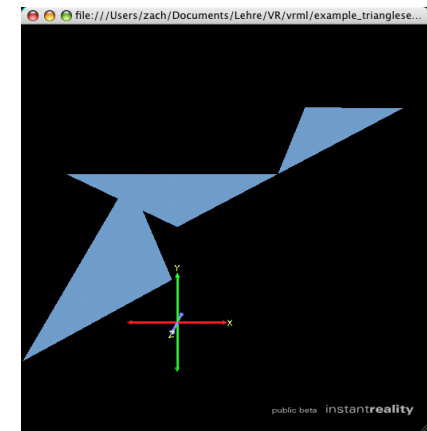 file:///Users/zach/Documents/Lehre/VR/vrml/example_trianglese...
Y
X
Z
public beta instantreality